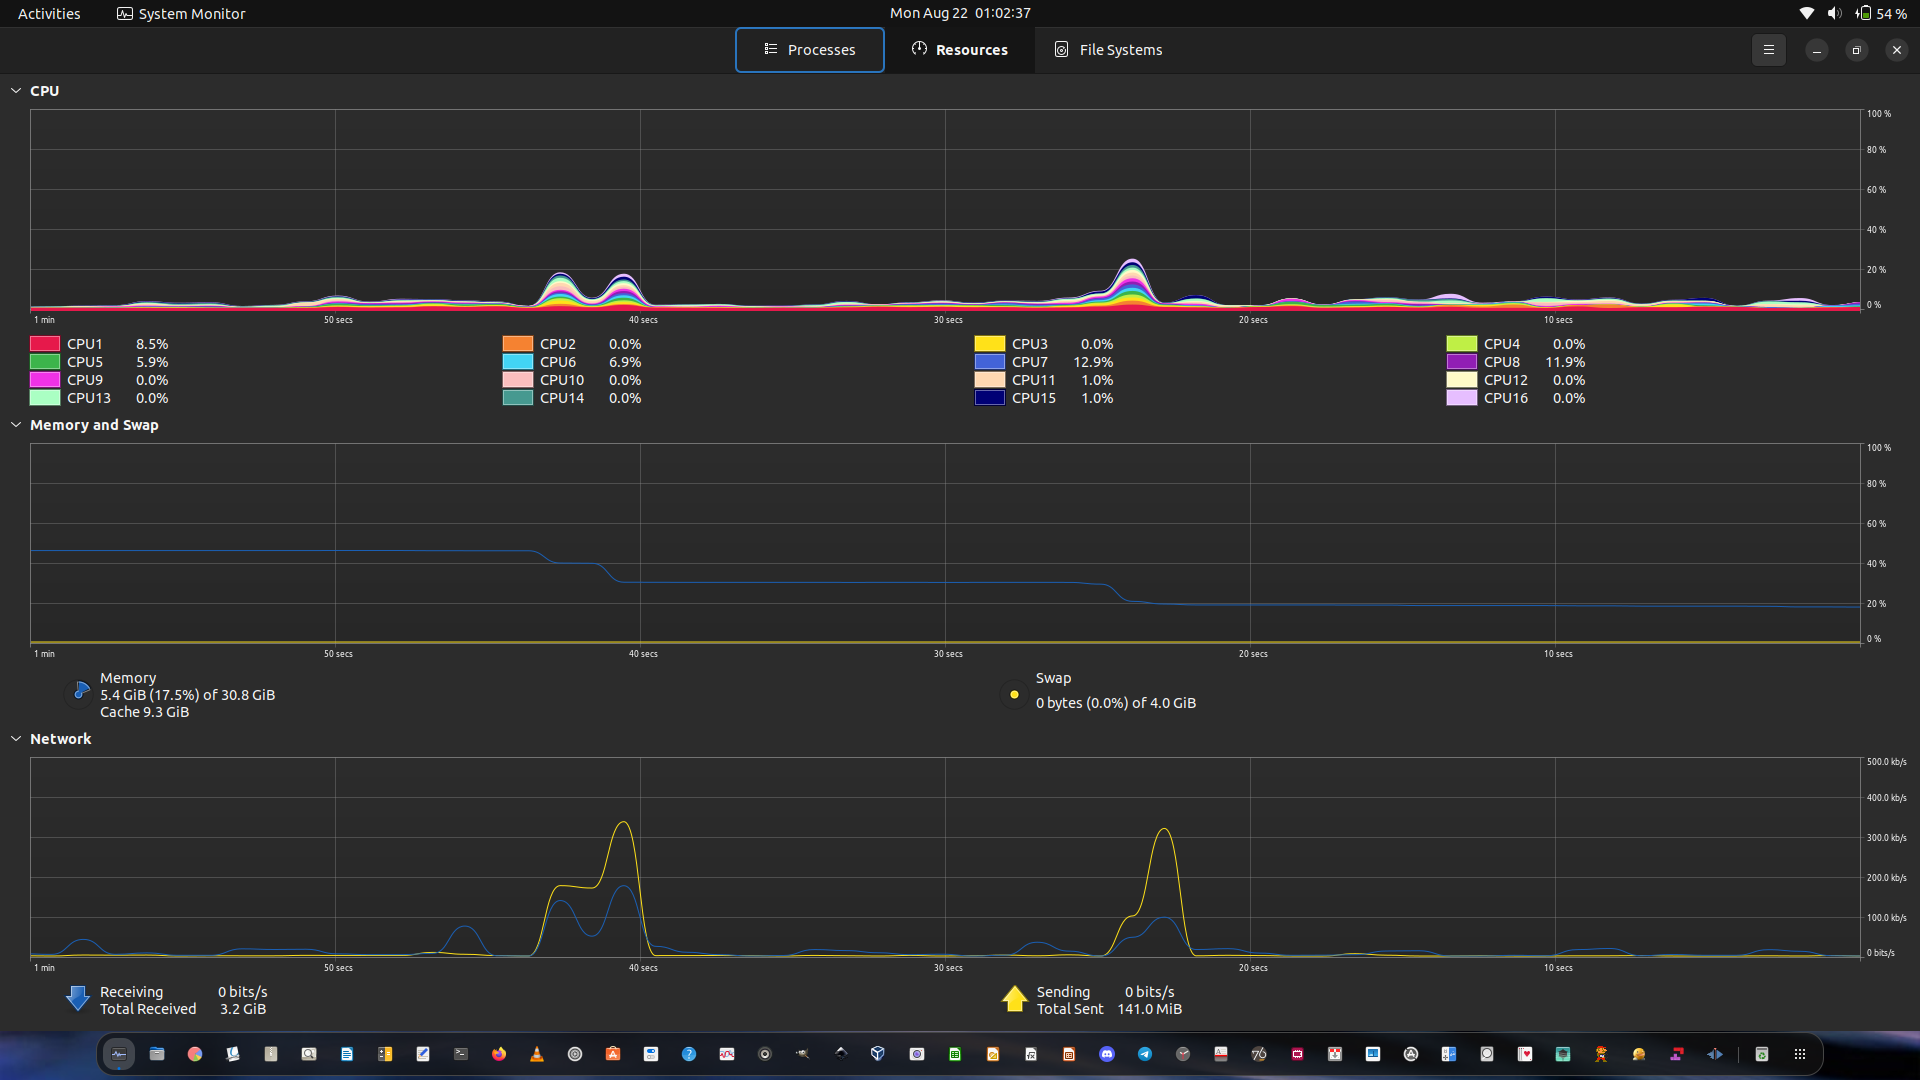 Activities System Monitor Mon Aug 22 01:02:37 54 %
Processes Resources File Systems
CPU
100 %
80 %
60 %
40 %
20 %
0 %
1 min 50 secs 40 secs 30 secs 20 secs 10 secs
CPU1 8.5% CPU2 0.0% CPU3 0.0% CPU4 0.0%
CPU5 5.9% CPU6 6.9% CPU7 12.9% CPU8 11.9%
CPU9 0.0% CPU10 0.0% CPU11 1.0% CPU12 0.0%
CPU13 0.0% CPU14 0.0% CPU15 1.0% CPU16 0.0%
Memory and Swap
100 %
80 %
60 %
40 %
20 %
0 %
1 min 50 secs 40 secs 30 secs 20 secs 10 secs
Memory
5.4 GiB (17.5%) of 30.8 GiB
Cache 9.3 GiB
Swap
0 bytes (0.0%) of 4.0 GiB
Network
500.0 kb/s
400.0 kb/s
300.0 kb/s
200.0 kb/s
100.0 kb/s
0 bits/s
1 min 50 secs 40 secs 30 secs 20 secs 10 secs
Receiving 0 bits/s
Total Received 3.2 GiB
Sending 0 bits/s
Total Sent 141.0 MiB